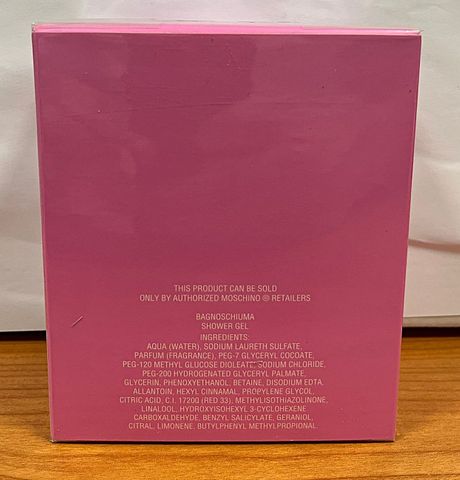 THIS PRODUCT CAN BE SOLD
ONLY BY AUTHORIZED MOSCHINO ® RETAILERS
BAGNOSCHIUMA
SHOWER GEL
INGREDIENTS:
AQUA (WATER), SODIUM LAURETH SULFATE,
PARFUM (FRAGRANCE), PEG-7 GLYCERYL COCOATE,
PEG-120 METHYL GLUCOSE DIOLEATE, SODIUM CHLORIDE,
PEG-200 HYDROGENATED GLYCERYL PALMATE,
GLYCERIN, PHENOXYETHANOL, BETAINE, DISODIUM EDTA,
ALLANTOIN, HEXYL CINNAMAL, PROPYLENE GLYCOL,
CITRIC ACID, C.I. 17200 (RED 33), METHYLISOTHIAZOLINONE,
LINALOOL, HYDROXYISOHEXYL 3-CYCLOHEXENE
CARBOXALDEHYDE, BENZYL SALICYLATE, GERANIOL,
CITRAL, LIMONENE, BUTYLPHENYL METHYLPROPIONAL.